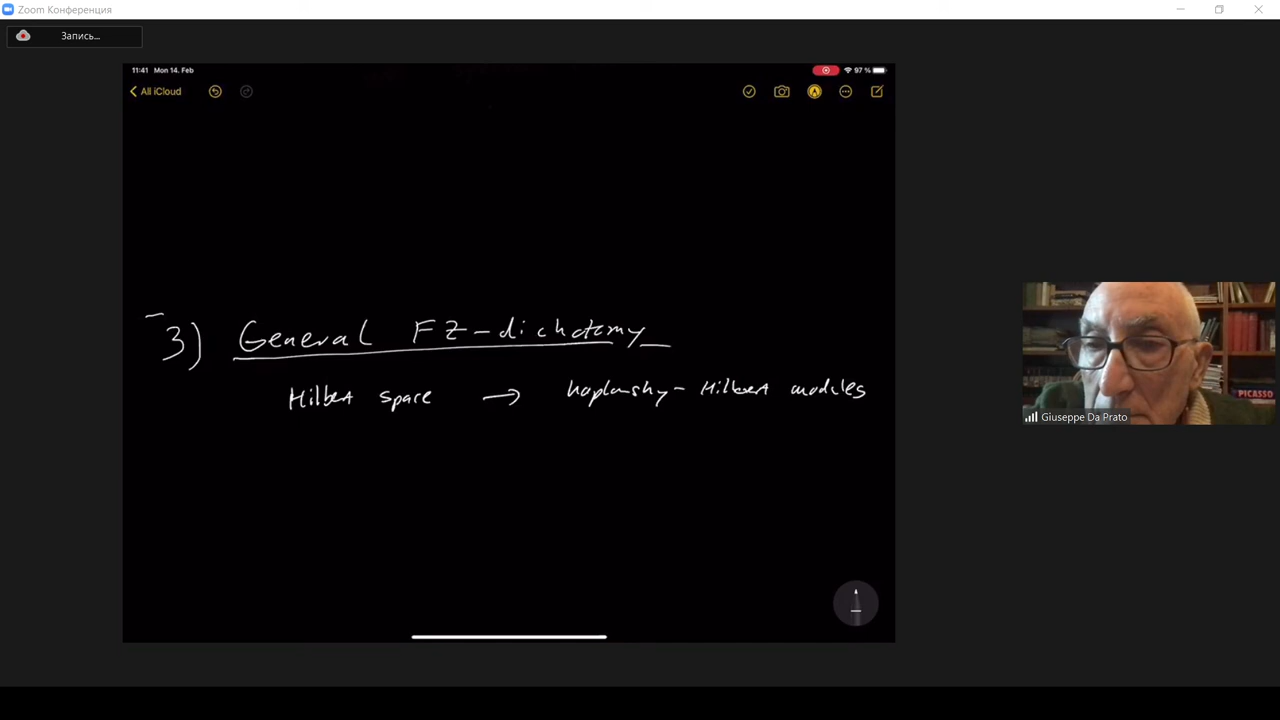 Zoom Конференция
Запись...
11:41 Mon 14. Feb
97 %
All iCloud
3) General FZ-dichotomy
Hilbert space → Kaplansky-Hilbert modules
PICASSO
Giuseppe Da Prato